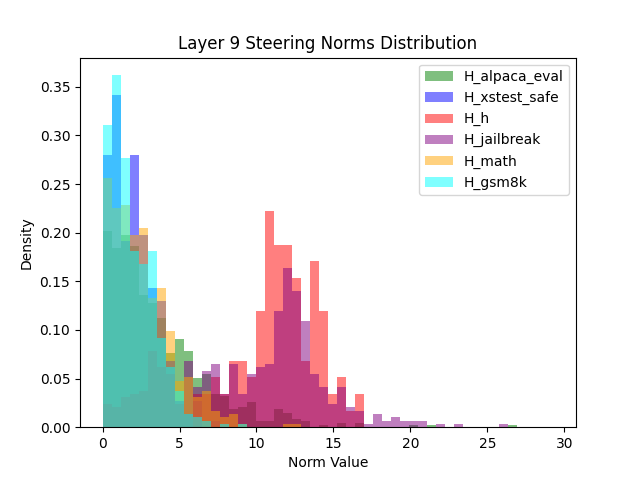 Layer 9 Steering Norms Distribution
H_alpaca_eval
H_xstest_safe
H_h
H_jailbreak
H_math
H_gsm8k
Density
0.35
0.30
0.25
0.20
0.15
0.10
0.05
0.00
0 5 10 15 20 25 30
Norm Value